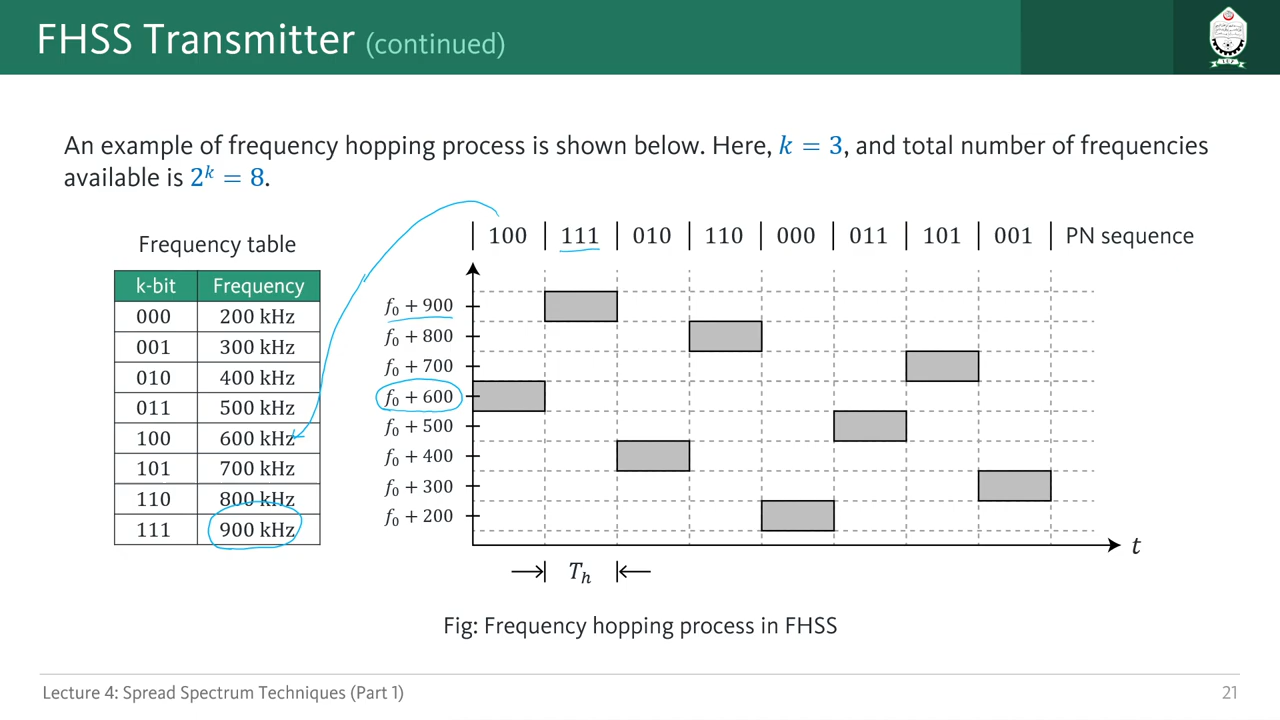 FHSS Transmitter (continued)
An example of frequency hopping process is shown below. Here, k = 3, and total number of frequencies
available is 2^k = 8.
Frequency table
k-bit Frequency
000 200 kHz
001 300 kHz
010 400 kHz
011 500 kHz
100 600 kHz
101 700 kHz
110 800 kHz
111 900 kHz
| 100 | 111 | 010 | 110 | 000 | 011 | 101 | 001 | PN sequence
f₀ + 900
f₀ + 800
f₀ + 700
f₀ + 600
f₀ + 500
f₀ + 400
f₀ + 300
f₀ + 200
t
Tₕ
Fig: Frequency hopping process in FHSS
Lecture 4: Spread Spectrum Techniques (Part 1) 21